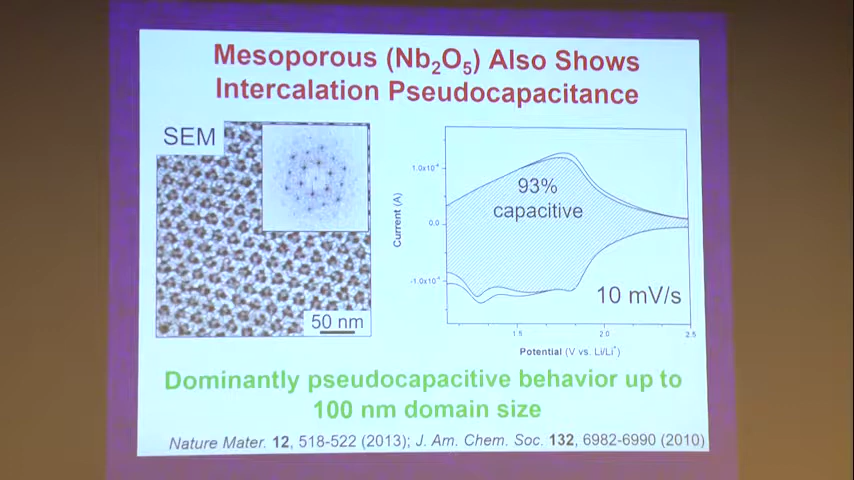 Mesoporous (Nb₂O₅) Also Shows
Intercalation Pseudocapacitance
SEM
50 nm
Current (A)
1.0x10⁻⁴
0.0
-1.0x10⁻⁴
93%
capacitive
10 mV/s
1.5
2.0
2.5
Potential (V vs. Li/Li⁺)
Dominantly pseudocapacitive behavior up to
100 nm domain size
Nature Mater. 12, 518-522 (2013); J. Am. Chem. Soc. 132, 6982-6990 (2010)